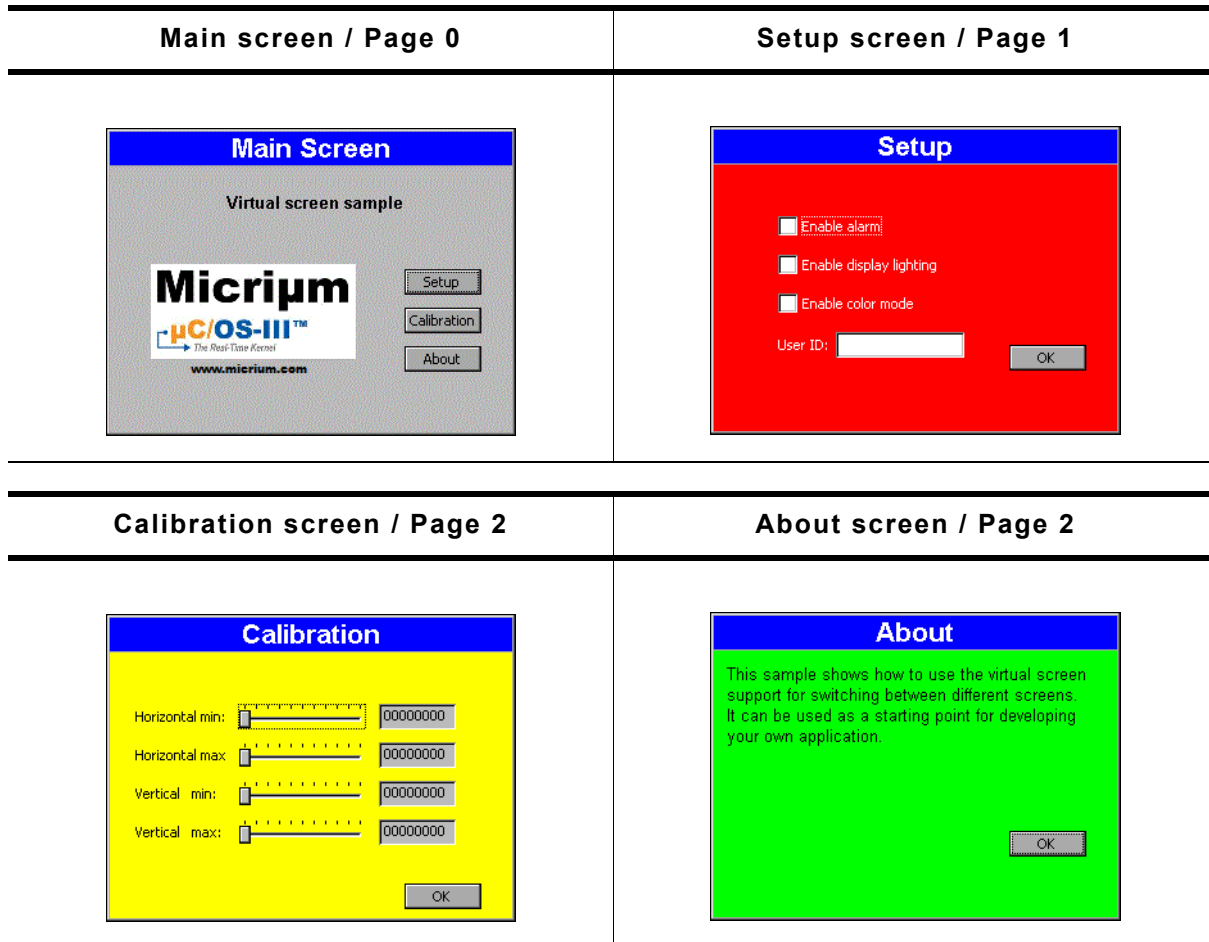 Main screen / Page 0
Setup screen / Page 1
Main Screen
Virtual screen sample
Micriµm
µC/OS-III™
The Real-Time Kernel
www.micrium.com
Setup
Calibration
About
Setup
Enable alarm
Enable display lighting
Enable color mode
User ID:
OK
Calibration screen / Page 2
About screen / Page 2
Calibration
Horizontal min: 00000000
Horizontal max 00000000
Vertical min: 00000000
Vertical max: 00000000
OK
About
This sample shows how to use the virtual screen
support for switching between different screens.
It can be used as a starting point for developing
your own application.
OK